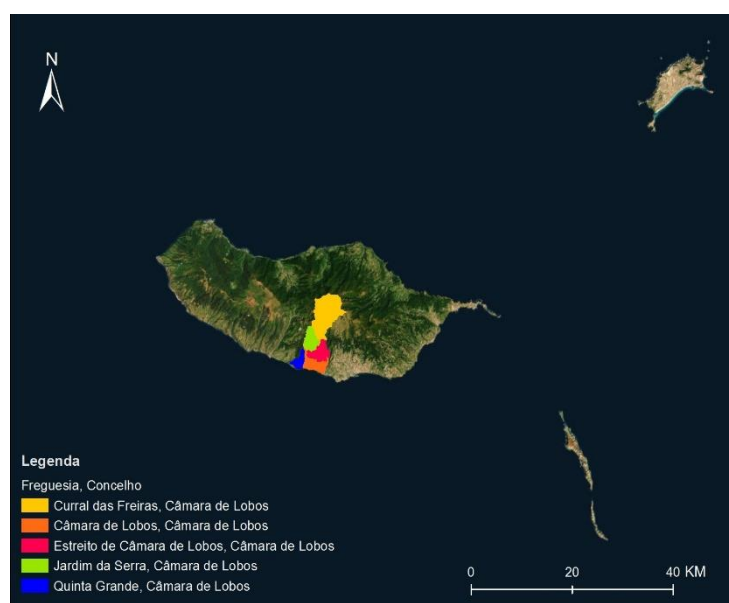 N
Legenda
Freguesia, Concelho
Curral das Freiras, Câmara de Lobos
Câmara de Lobos, Câmara de Lobos
Estreito de Câmara de Lobos, Câmara de Lobos
Jardim da Serra, Câmara de Lobos
Quinta Grande, Câmara de Lobos
0 20 40 KM